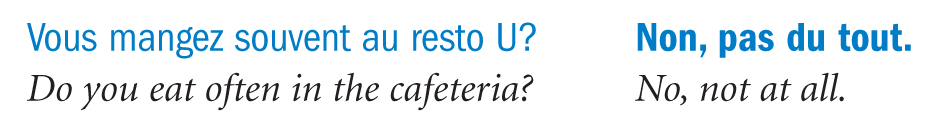 Vous mangez souvent au resto U? Non, pas du tout.
Do you eat often in the cafeteria? No, not at all.